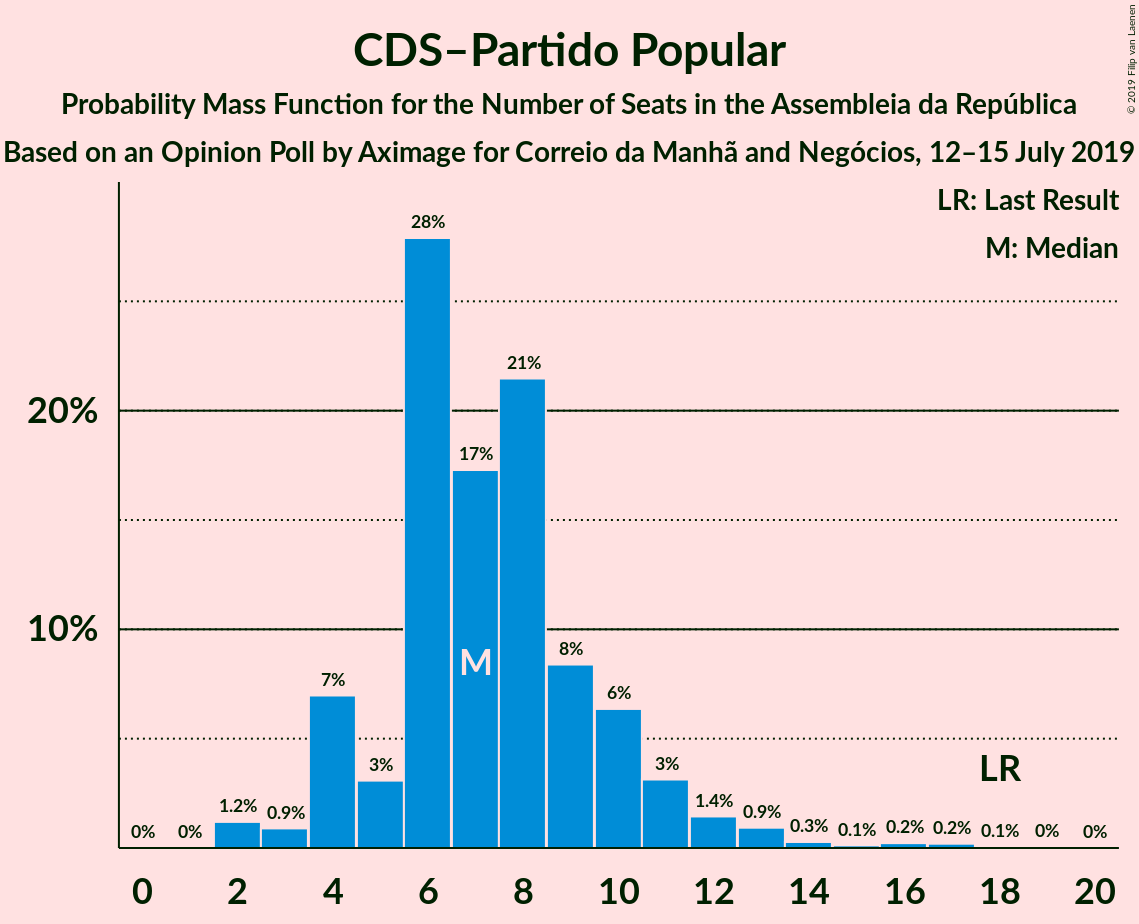 CDS–Partido Popular
Probability Mass Function for the Number of Seats in the Assembleia da República
Based on an Opinion Poll by Aximage for Correio da Manhã and Negócios, 12–15 July 2019
© 2019 Filip van Laenen
LR: Last Result
M: Median
28%
21%
20%
17%
10%
8%
7%
6%
M
3%
3%
LR
1.2%
0.9%
1.4%
0.9%
0%
0%
0.3%
0.1%
0.2%
0.2%
0.1%
0%
0%
0 2 4 6 8 10 12 14 16 18 20